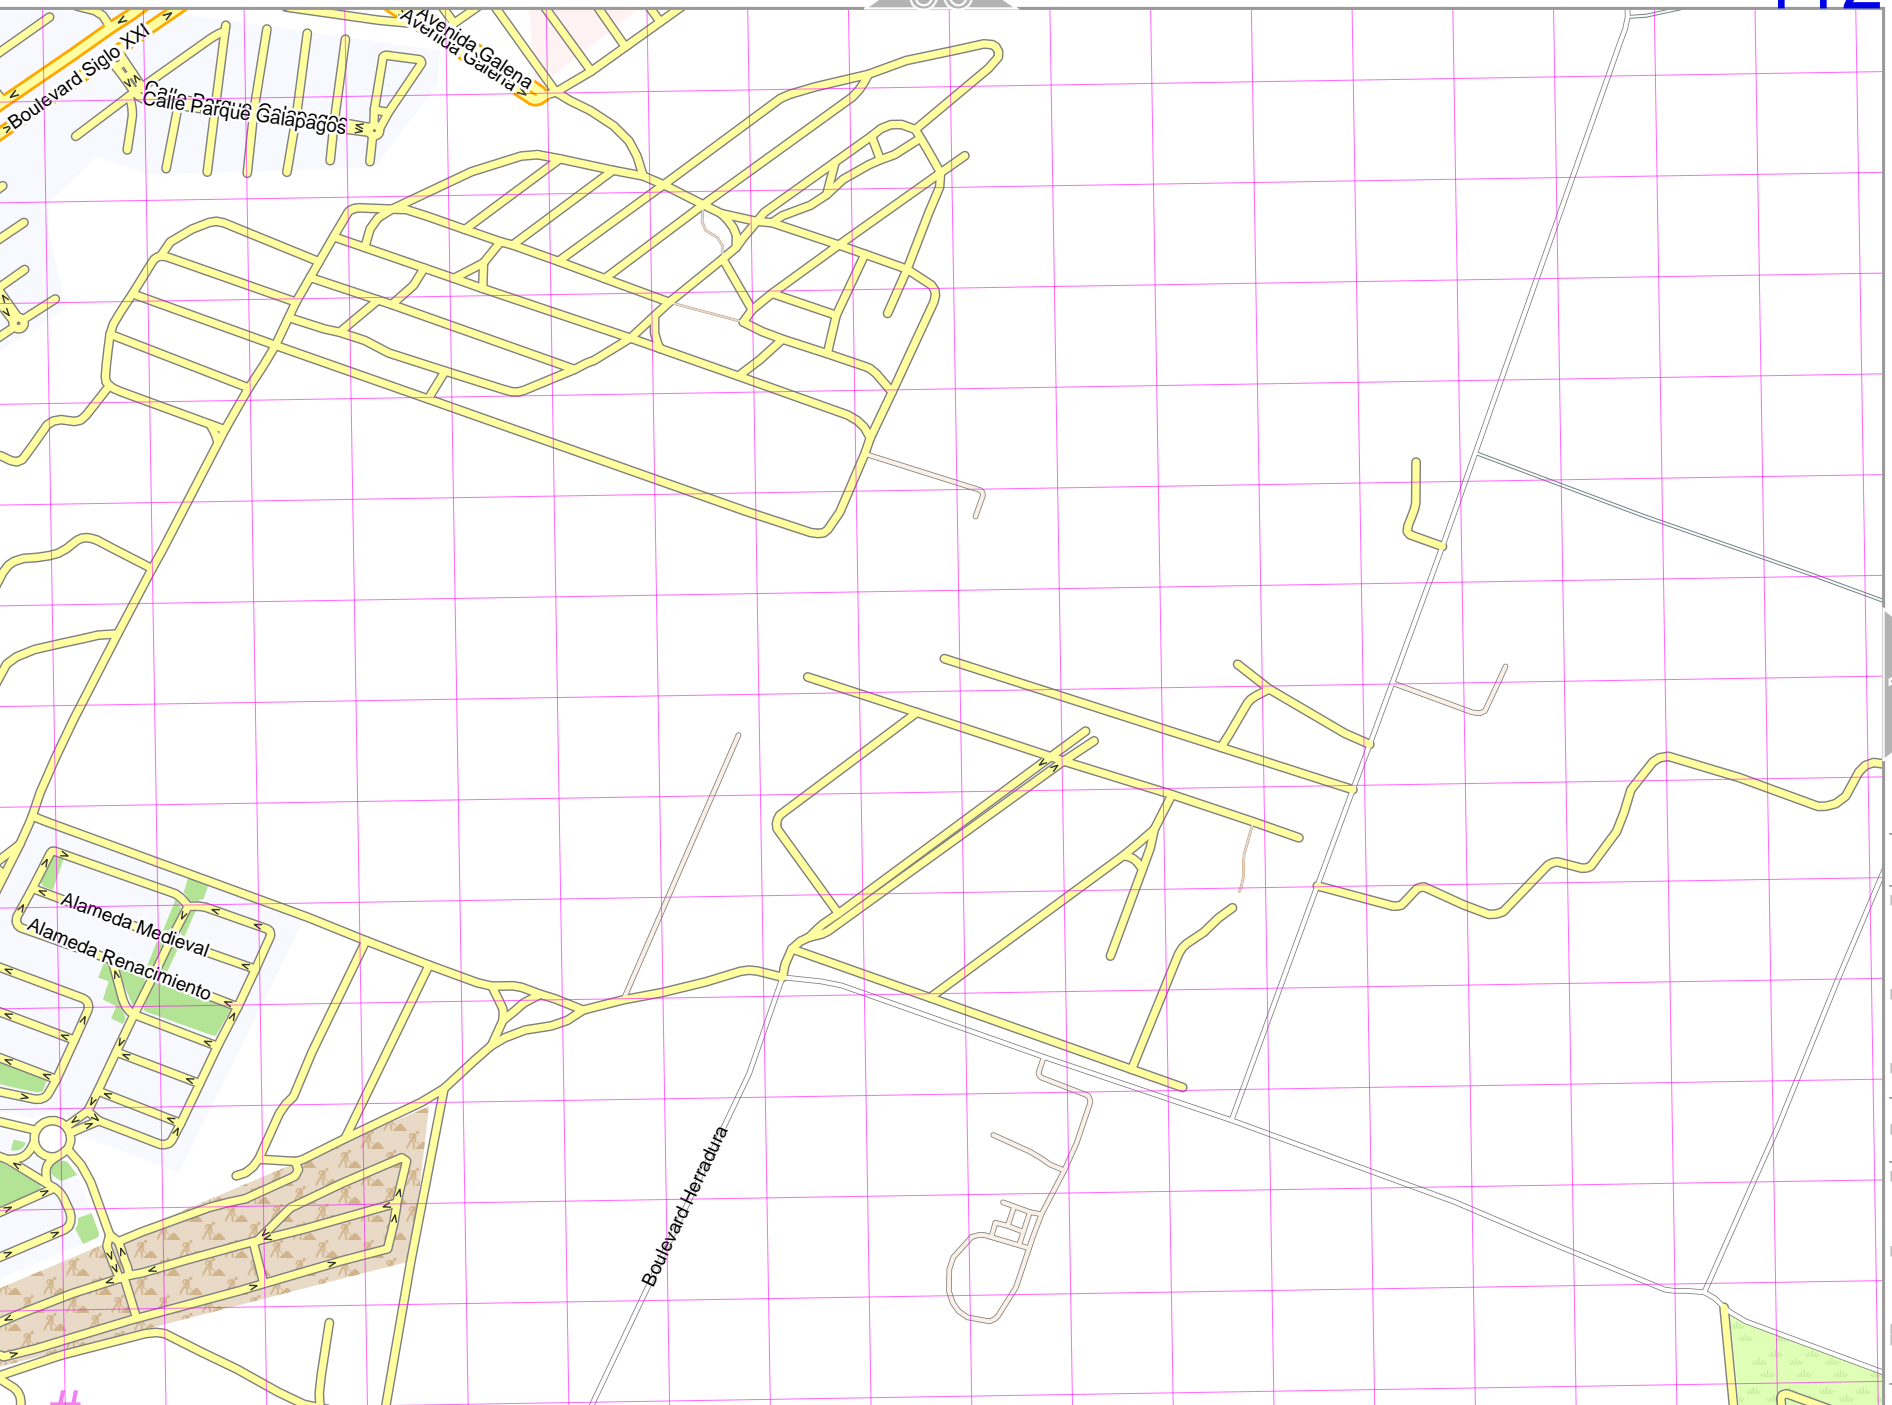 Avenida Galena
Avenida Galena
Boulevard Siglo XXI
Calle Parque Galapagos
Calle Parque Galapagos
Alameda Medieval
Alameda Renacimiento
Boulevard Herradura
#